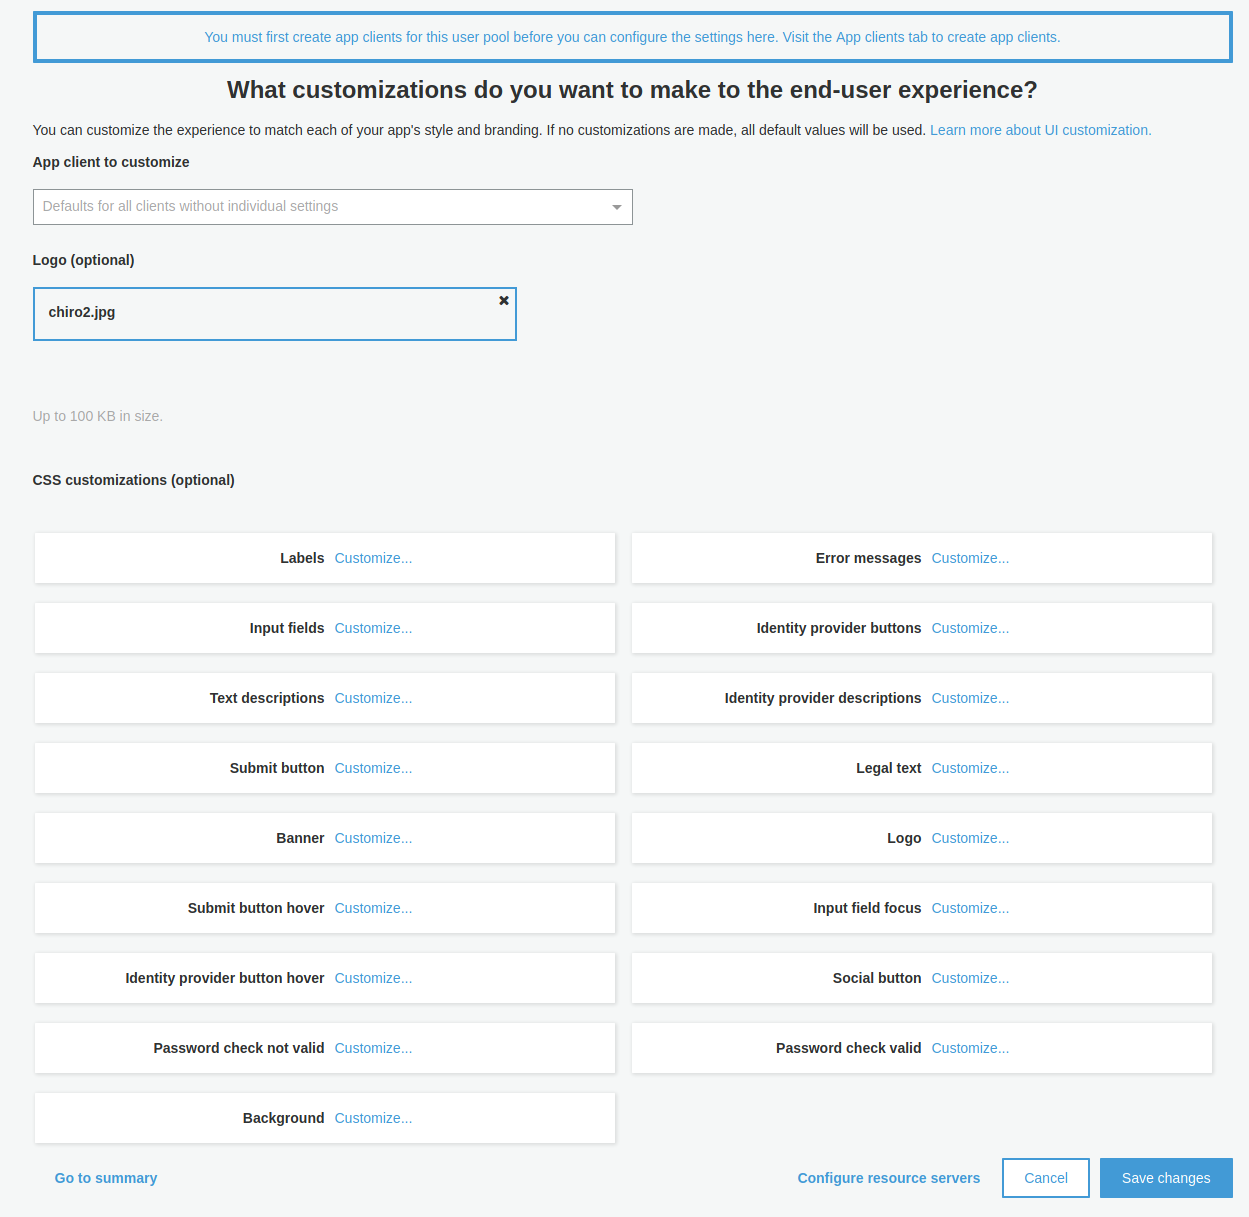 You must first create app clients for this user pool before you can configure the settings here. Visit the App clients tab to create app clients.
What customizations do you want to make to the end-user experience?
You can customize the experience to match each of your app's style and branding. If no customizations are made, all default values will be used. Learn more about UI customization.
App client to customize
Defaults for all clients without individual settings
Logo (optional)
chiro2.jpg
Up to 100 KB in size.
CSS customizations (optional)
Labels Customize...
Error messages Customize...
Input fields Customize...
Identity provider buttons Customize...
Text descriptions Customize...
Identity provider descriptions Customize...
Submit button Customize...
Legal text Customize...
Banner Customize...
Logo Customize...
Submit button hover Customize...
Input field focus Customize...
Identity provider button hover Customize...
Social button Customize...
Password check not valid Customize...
Password check valid Customize...
Background Customize...
Go to summary
Configure resource servers
Cancel
Save changes